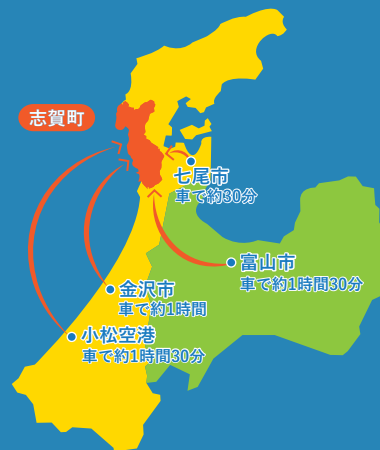 志賀町
七尾市
車で約30分
富山市
車で約1時間30分
金沢市
車で約1時間
小松空港
車で約1時間30分